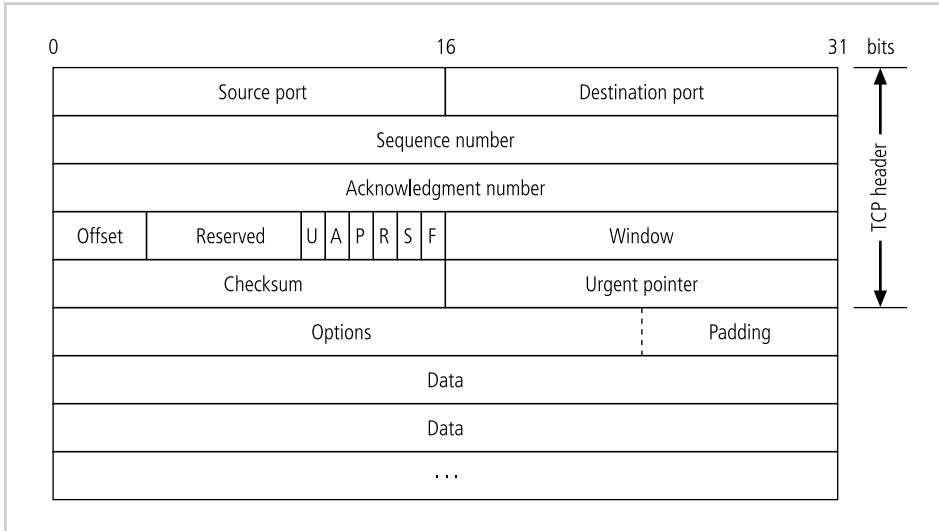 0 16 31 bits
Source port Destination port
Sequence number
Acknowledgment number
Offset Reserved U A P R S F Window
Checksum Urgent pointer
Options Padding
Data
Data
. . .
TCP header